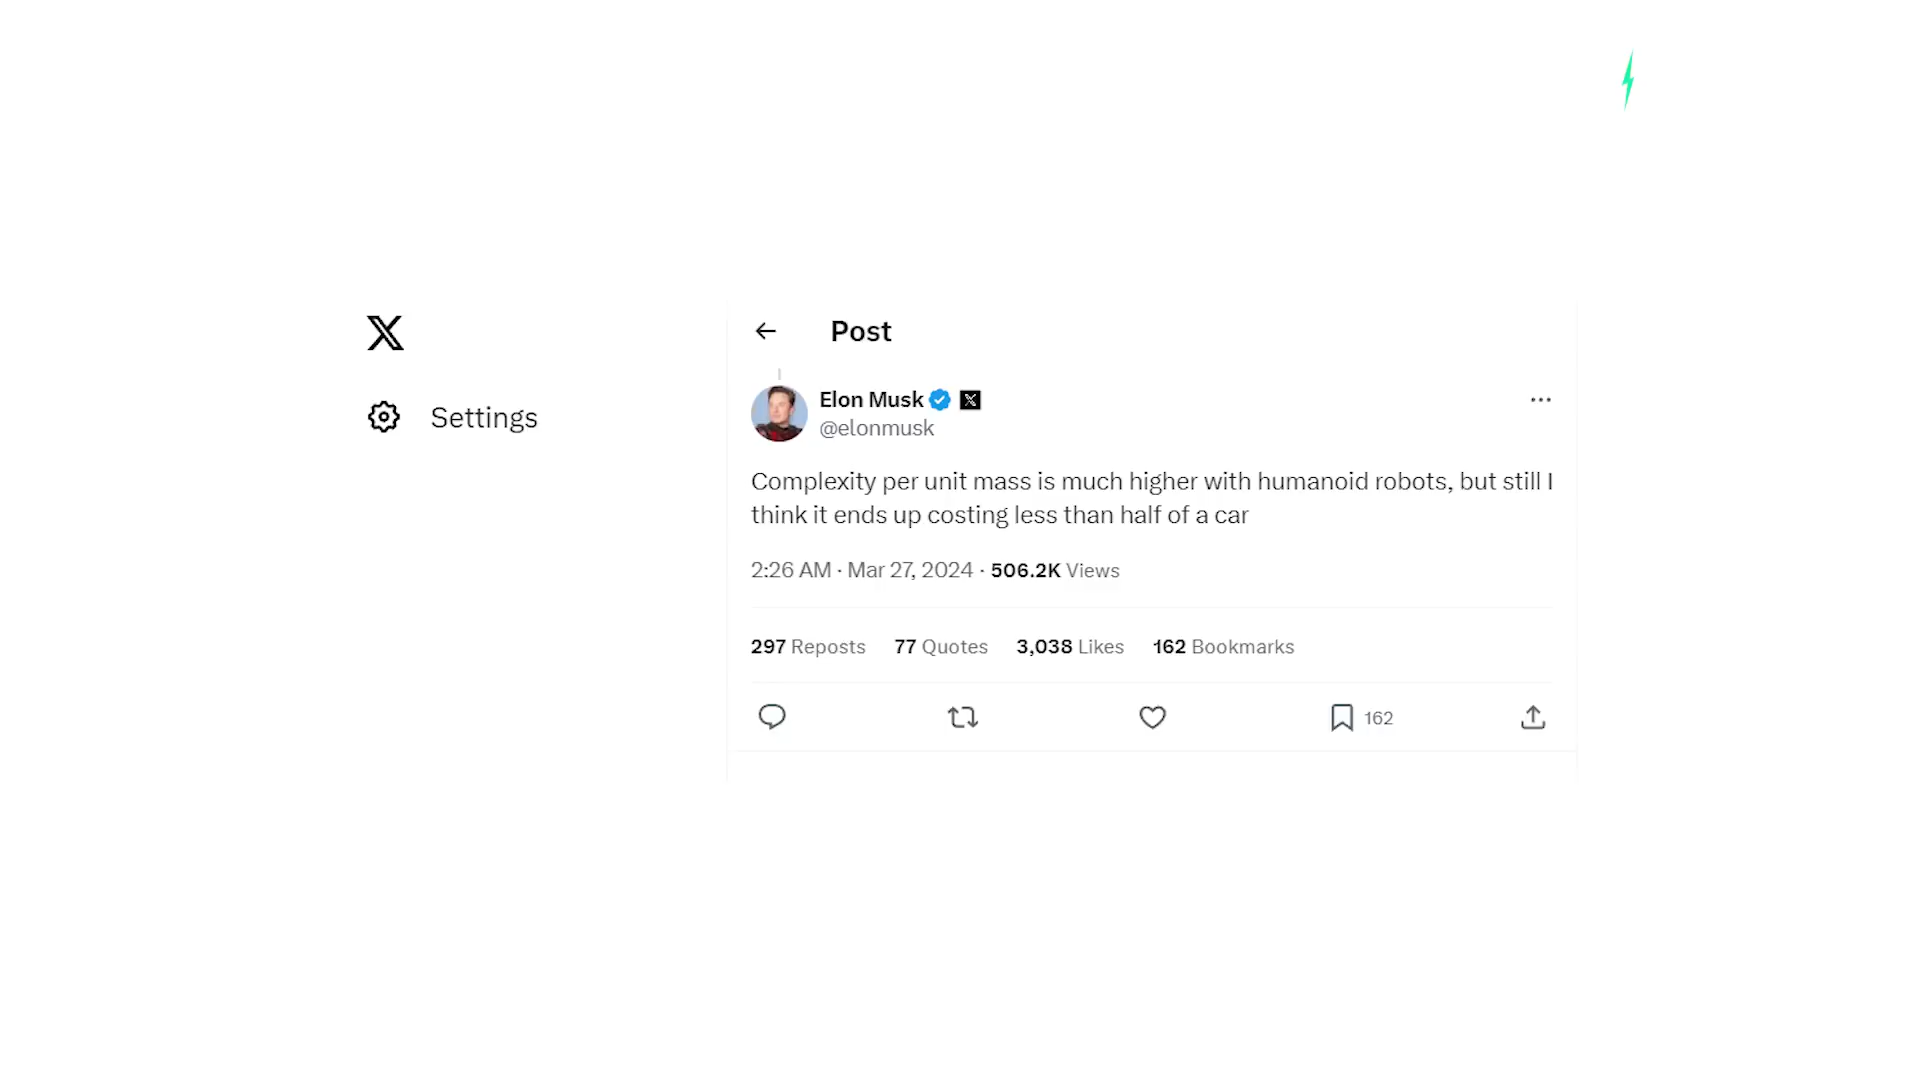 Settings
Post
Elon Musk
@elonmusk
Complexity per unit mass is much higher with humanoid robots, but still I
think it ends up costing less than half of a car
2:26 AM · Mar 27, 2024 · 506.2K Views
297 Reposts 77 Quotes 3,038 Likes 162 Bookmarks
162